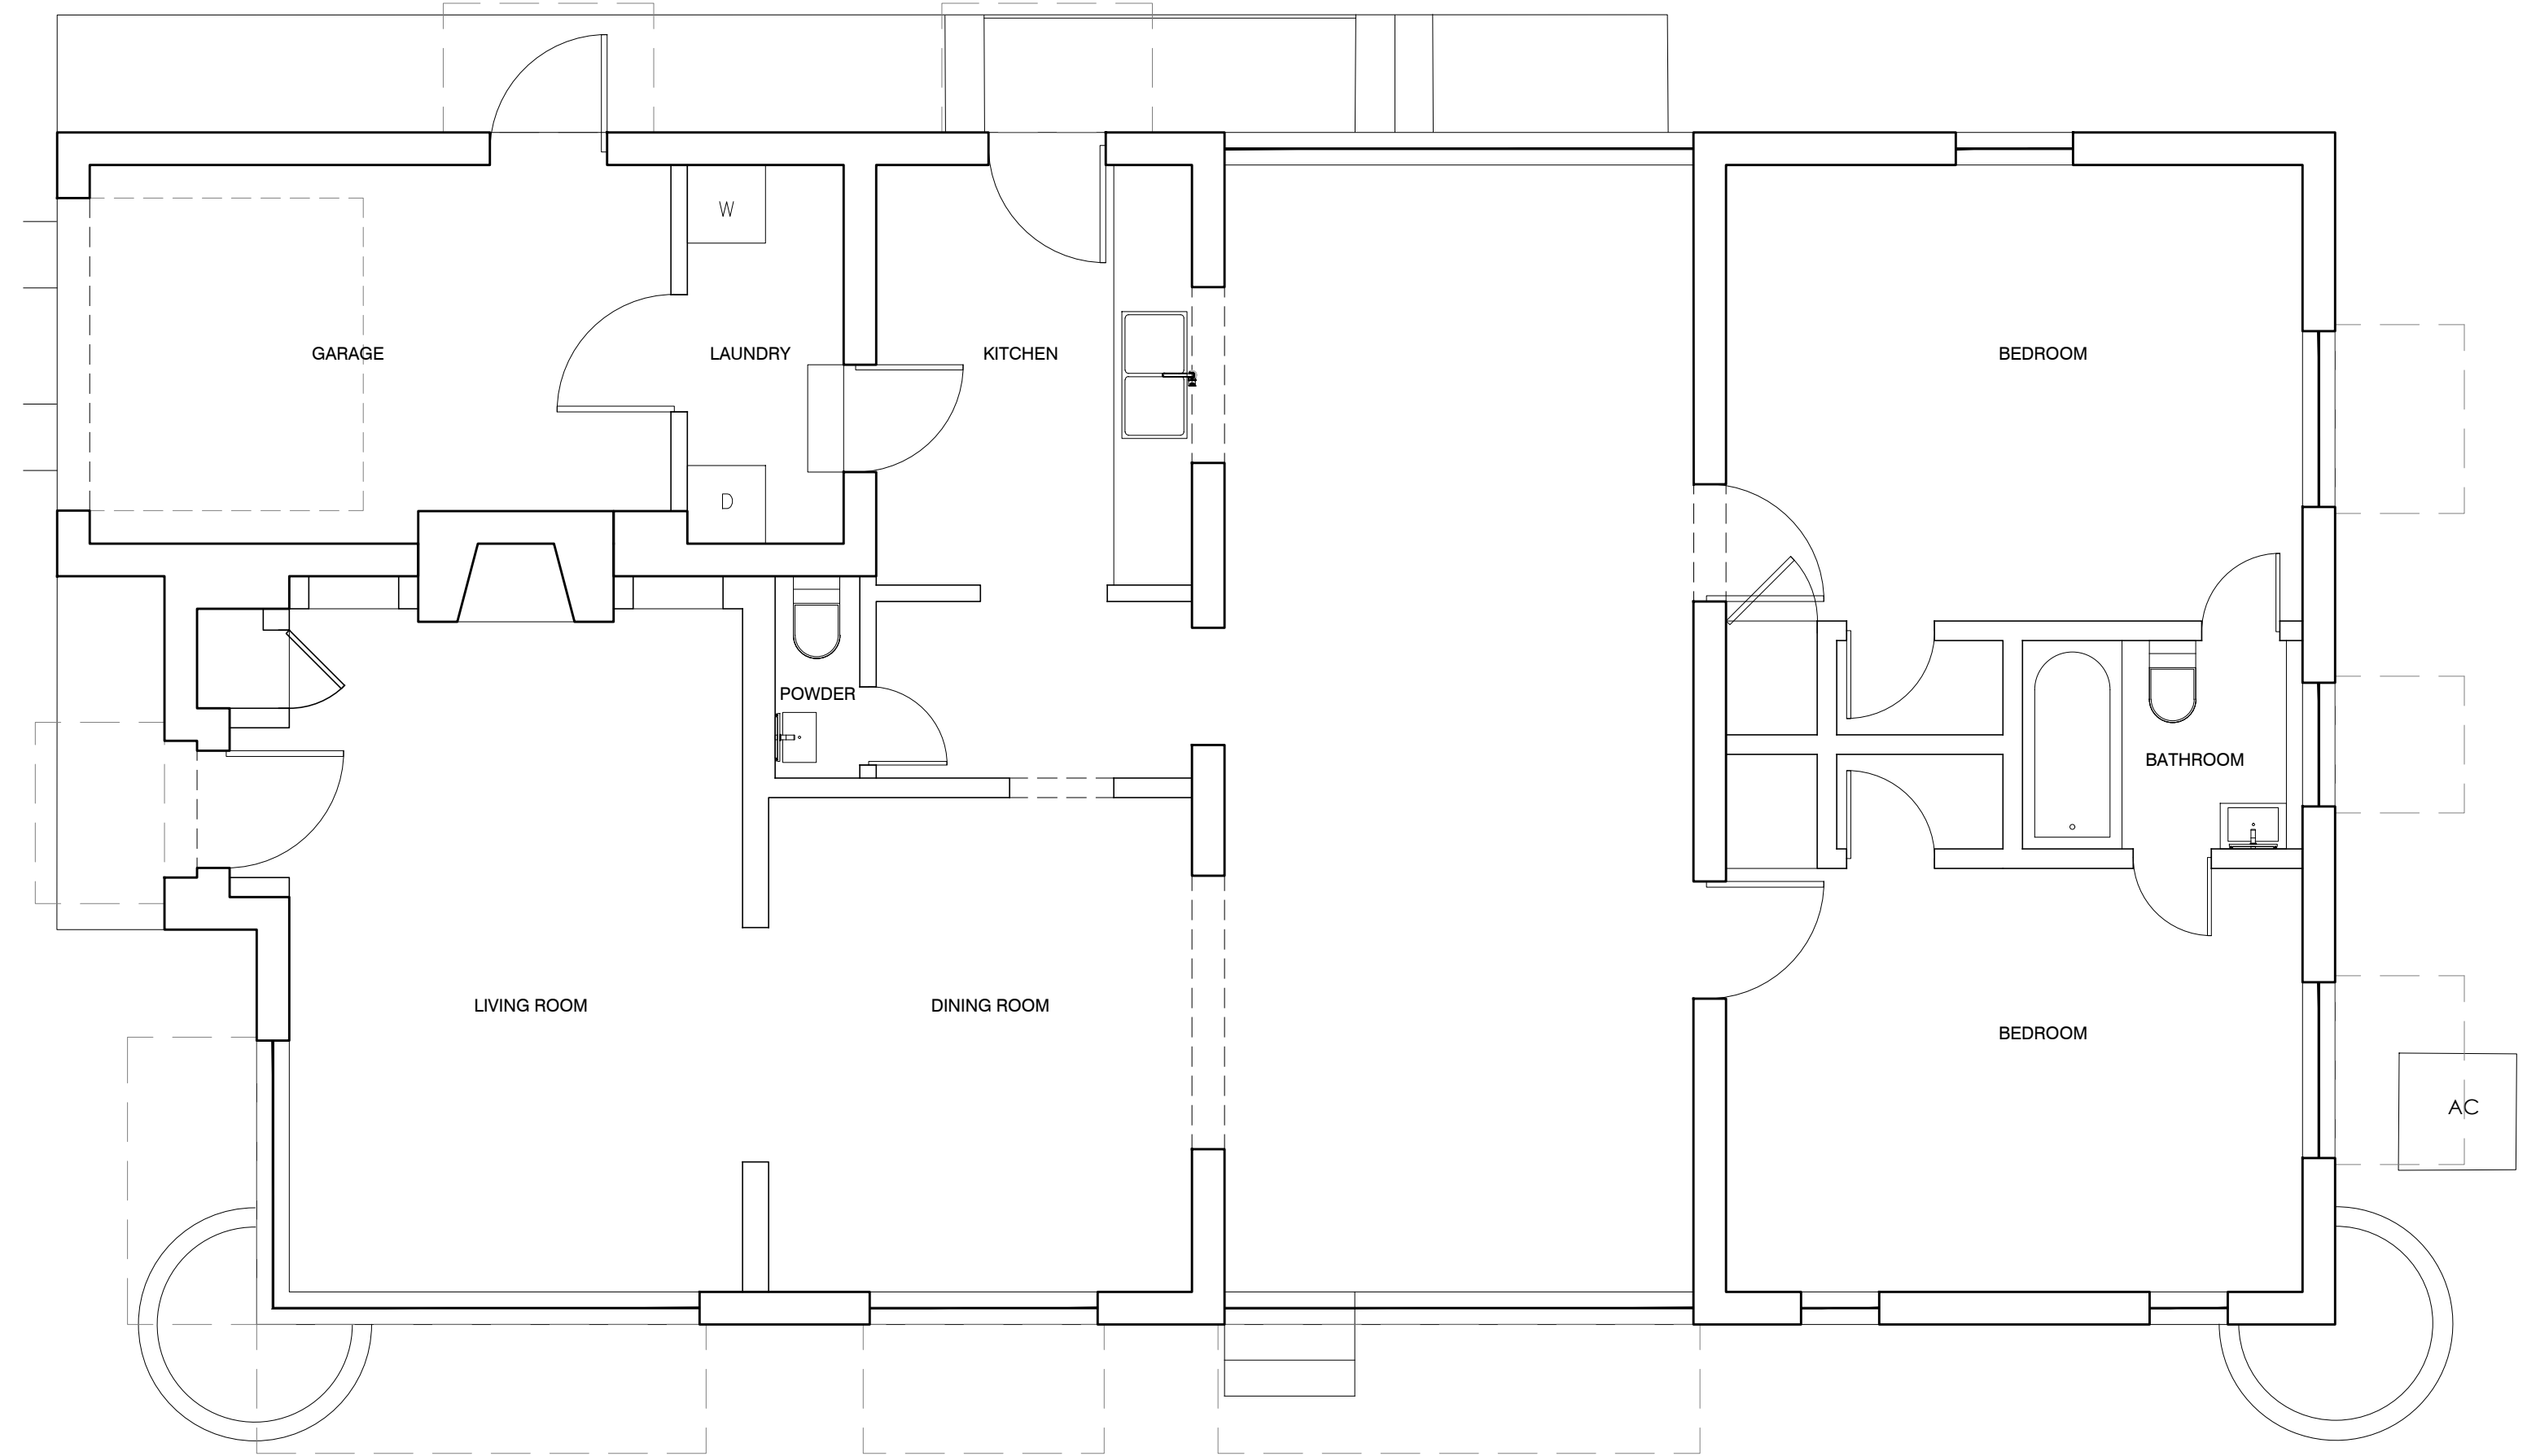 W
GARAGE
LAUNDRY
KITCHEN
BEDROOM
D
POWDER
BATHROOM
LIVING ROOM
DINING ROOM
BEDROOM
AC